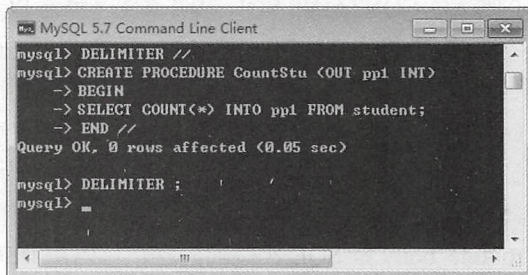 MySQL 5.7 Command Line Client
mysql> DELIMITER //
mysql> CREATE PROCEDURE CountStu (OUT pp1 INT)
    -> BEGIN
    -> SELECT COUNT(*) INTO pp1 FROM student;
    -> END //
Query OK, 0 rows affected (0.05 sec)
mysql> DELIMITER ;
mysql>